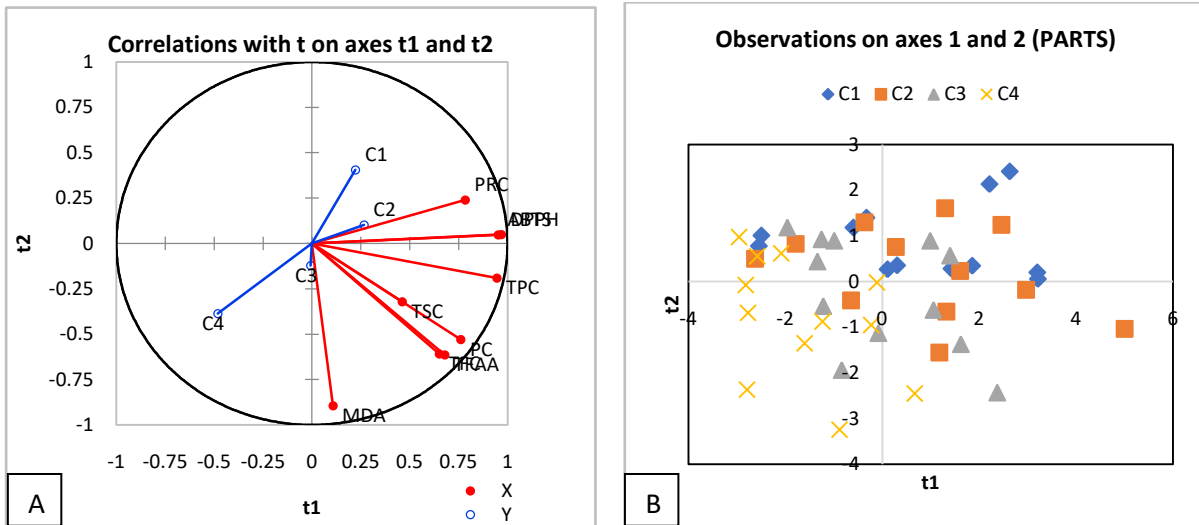 Correlations with t on axes t1 and t2
1
0.75
0.5
0.25
0
-0.25
-0.5
-0.75
-1
t2
C1
PRC
C2
C3
TPC
TSC
C4
PC
MDA
-1 -0.75 -0.5 -0.25 0 0.25 0.5 0.75 1
t1
X
Y
A
Observations on axes 1 and 2 (PARTS)
C1 C2 C3 C4
3
2
1
0
-1
-2
-3
-4
t2
-4 -2 0 2 4 6
t1
B